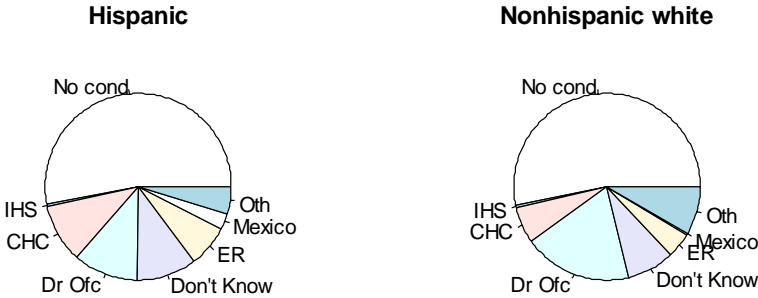 Hispanic
No cond
IHS
CHC
Dr Ofc
Don't Know
ER
Mexico
Oth
Nonhispanic white
No cond
IHS
CHC
Dr Ofc
Don't Know
ER
Mexico
Oth